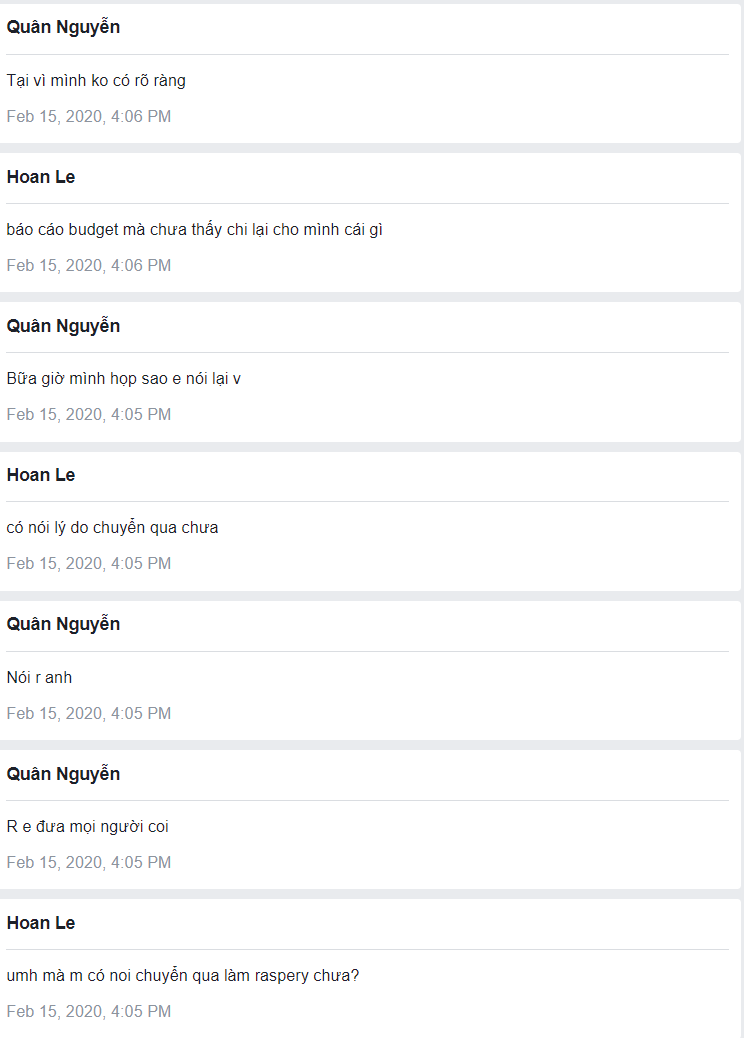 Quân Nguyễn
Tại vì mình ko có rõ ràng
Feb 15, 2020, 4:06 PM
Hoan Le
báo cáo budget mà chưa thấy chi lại cho mình cái gì
Feb 15, 2020, 4:06 PM
Quân Nguyễn
Bữa giờ mình họp sao e nói lại v
Feb 15, 2020, 4:05 PM
Hoan Le
có nói lý do chuyển qua chưa
Feb 15, 2020, 4:05 PM
Quân Nguyễn
Nói r anh
Feb 15, 2020, 4:05 PM
Quân Nguyễn
R e đưa mọi người coi
Feb 15, 2020, 4:05 PM
Hoan Le
umh mà m có noi chuyển qua làm raspery chưa?
Feb 15, 2020, 4:05 PM